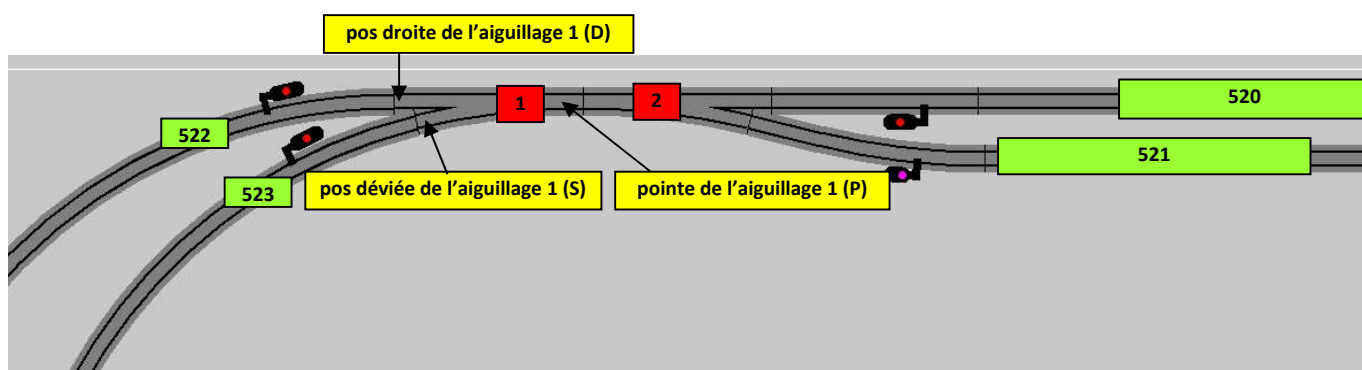 pos droite de l’aiguillage 1 (D)
1
2
520
522
521
523
pos déviée de l’aiguillage 1 (S)
pointe de l’aiguillage 1 (P)